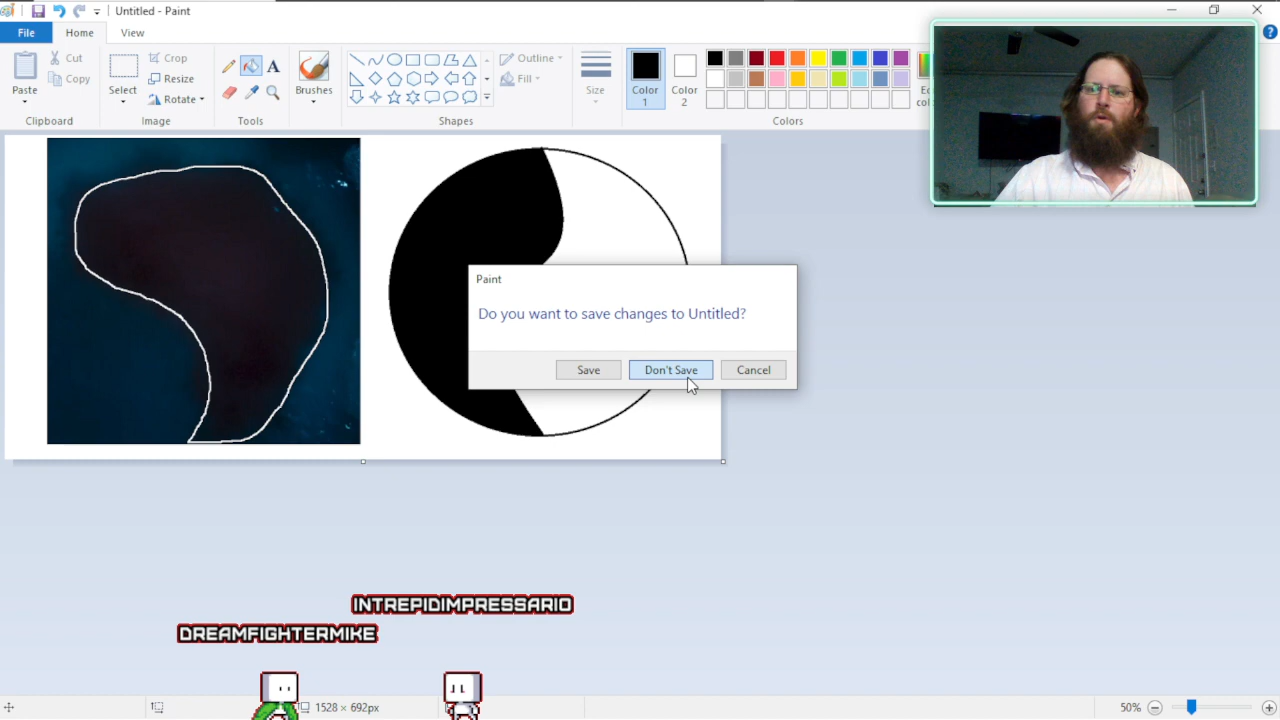 Untitled - Paint
File
Home
View
Paste
Cut
Copy
Clipboard
Select
Crop
Resize
Rotate
Image
A
Tools
Brushes
Shapes
Outline
Fill
Size
Color
1
Color
2
Colors
Paint
Do you want to save changes to Untitled?
Save
Don't Save
Cancel
INTREPIDIMPRESSARIO
DREAMFIGHTERMIKE
1528 × 692px
50%